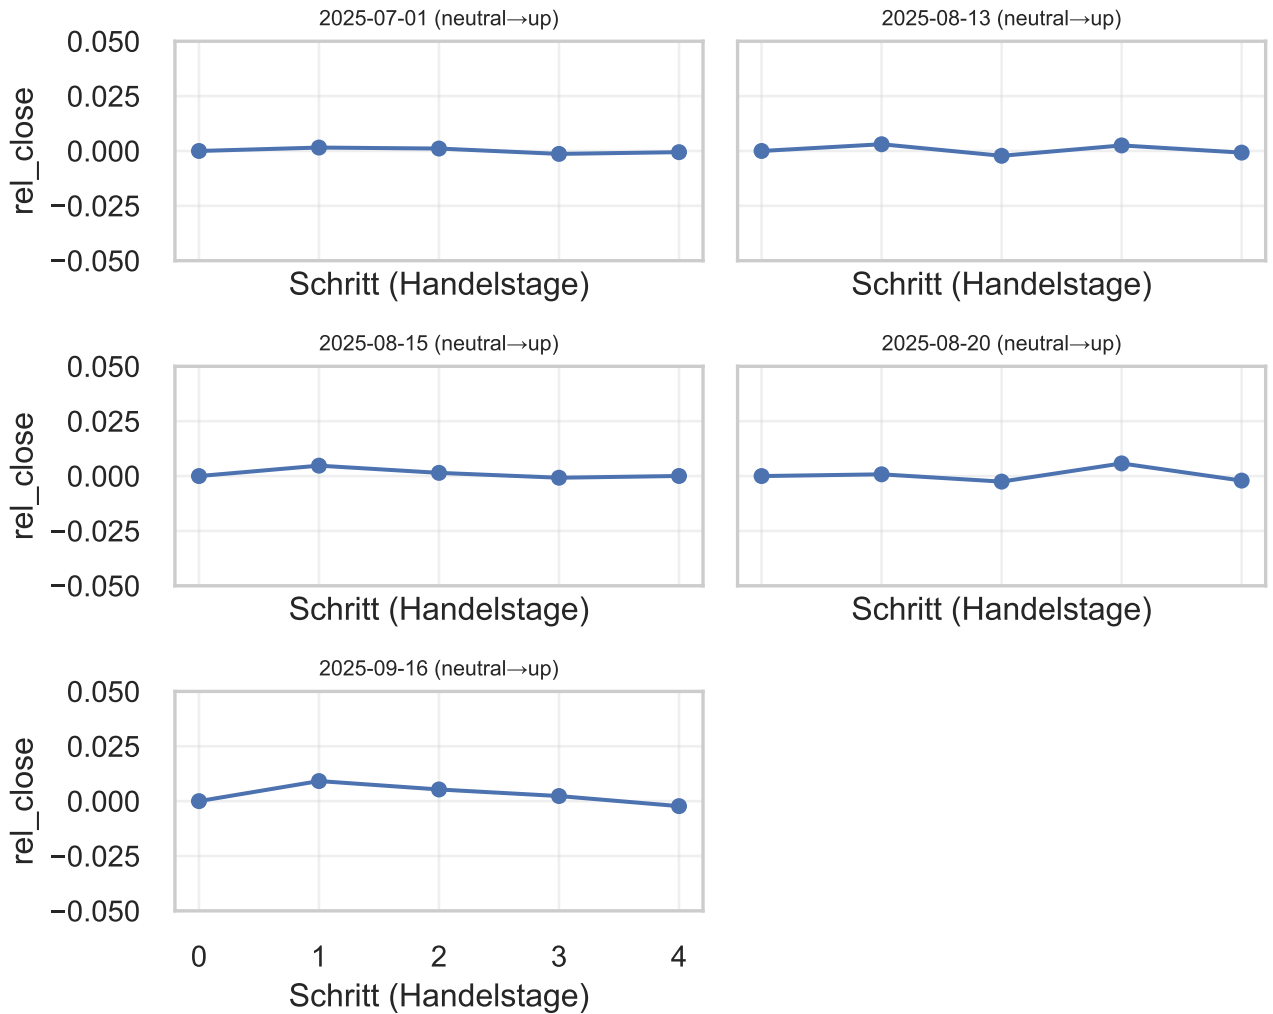 2025-07-01 (neutral→up)
0.050
0.025
0.000
−0.025
−0.050
rel_close
Schritt (Handelstage)
2025-08-13 (neutral→up)
Schritt (Handelstage)
2025-08-15 (neutral→up)
0.050
0.025
0.000
−0.025
−0.050
rel_close
Schritt (Handelstage)
2025-08-20 (neutral→up)
Schritt (Handelstage)
2025-09-16 (neutral→up)
0.050
0.025
0.000
−0.025
−0.050
rel_close
0 1 2 3 4
Schritt (Handelstage)